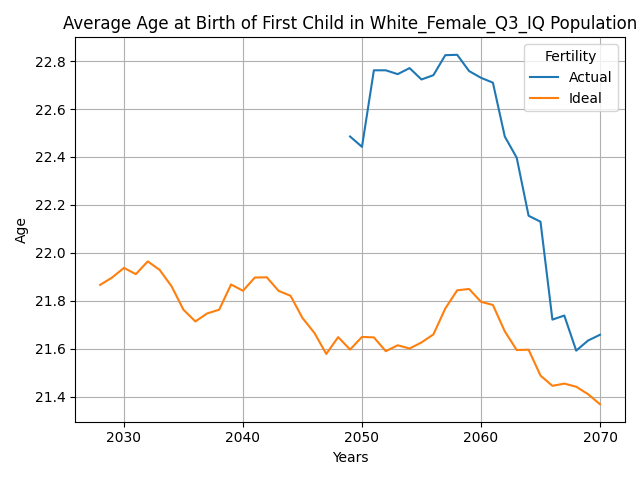 Average Age at Birth of First Child in White_Female_Q3_IQ Population
Fertility
Actual
Ideal
Age
22.8
22.6
22.4
22.2
22.0
21.8
21.6
21.4
2030 2040 2050 2060 2070
Years